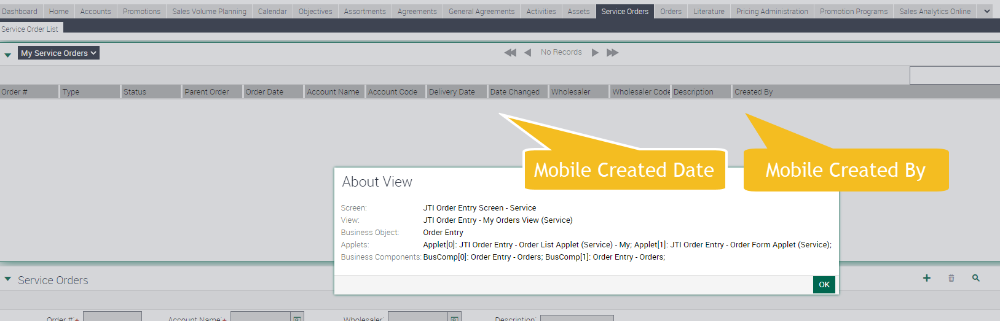 Dashboard Home Accounts Promotions Sales Volume Planning Calendar Objectives Assortments Agreements General Agreements Activities Assets Service Orders Orders Literature Pricing Administration Promotion Programs Sales Analytics Online
Service Order List
My Service Orders No Records
Order # Type Status Parent Order Order Date Account Name Account Code Delivery Date Date Changed Wholesaler Wholesaler Code Description Created By
Mobile Created Date Mobile Created By
About View
Screen: JTI Order Entry Screen - Service
View: JTI Order Entry - My Orders View (Service)
Business Object: Order Entry
Applets: Applet[0]: JTI Order Entry - Order List Applet (Service) - My; Applet[1]: JTI Order Entry - Order Form Applet (Service);
Business Components: BusComp[0]: Order Entry - Orders; BusComp[1]: Order Entry - Orders;
OK
Service Orders
Order #:* Account Name:* Wholesaler: Description: